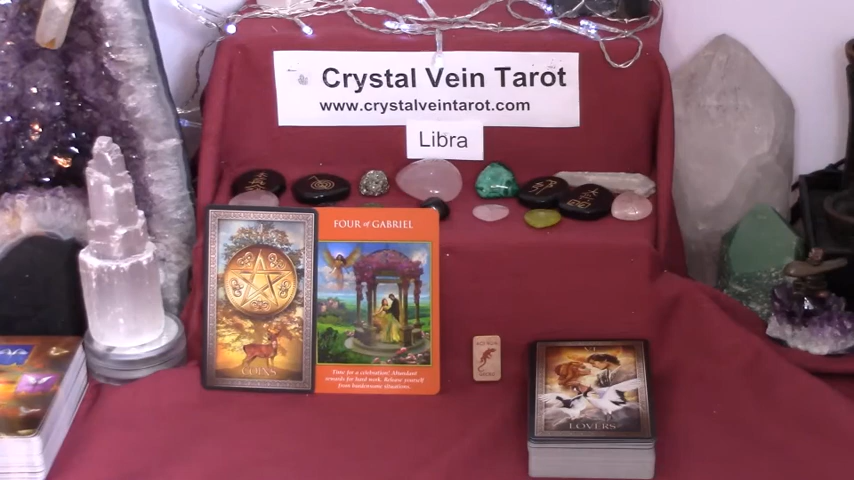 Crystal Vein Tarot
www.crystalveintarot.com
Libra
FOUR of GABRIEL
COINS
Time for a celebration! Abundant
rewards for hard work. Release yourself
from burdensome situations.
VI
LOVERS